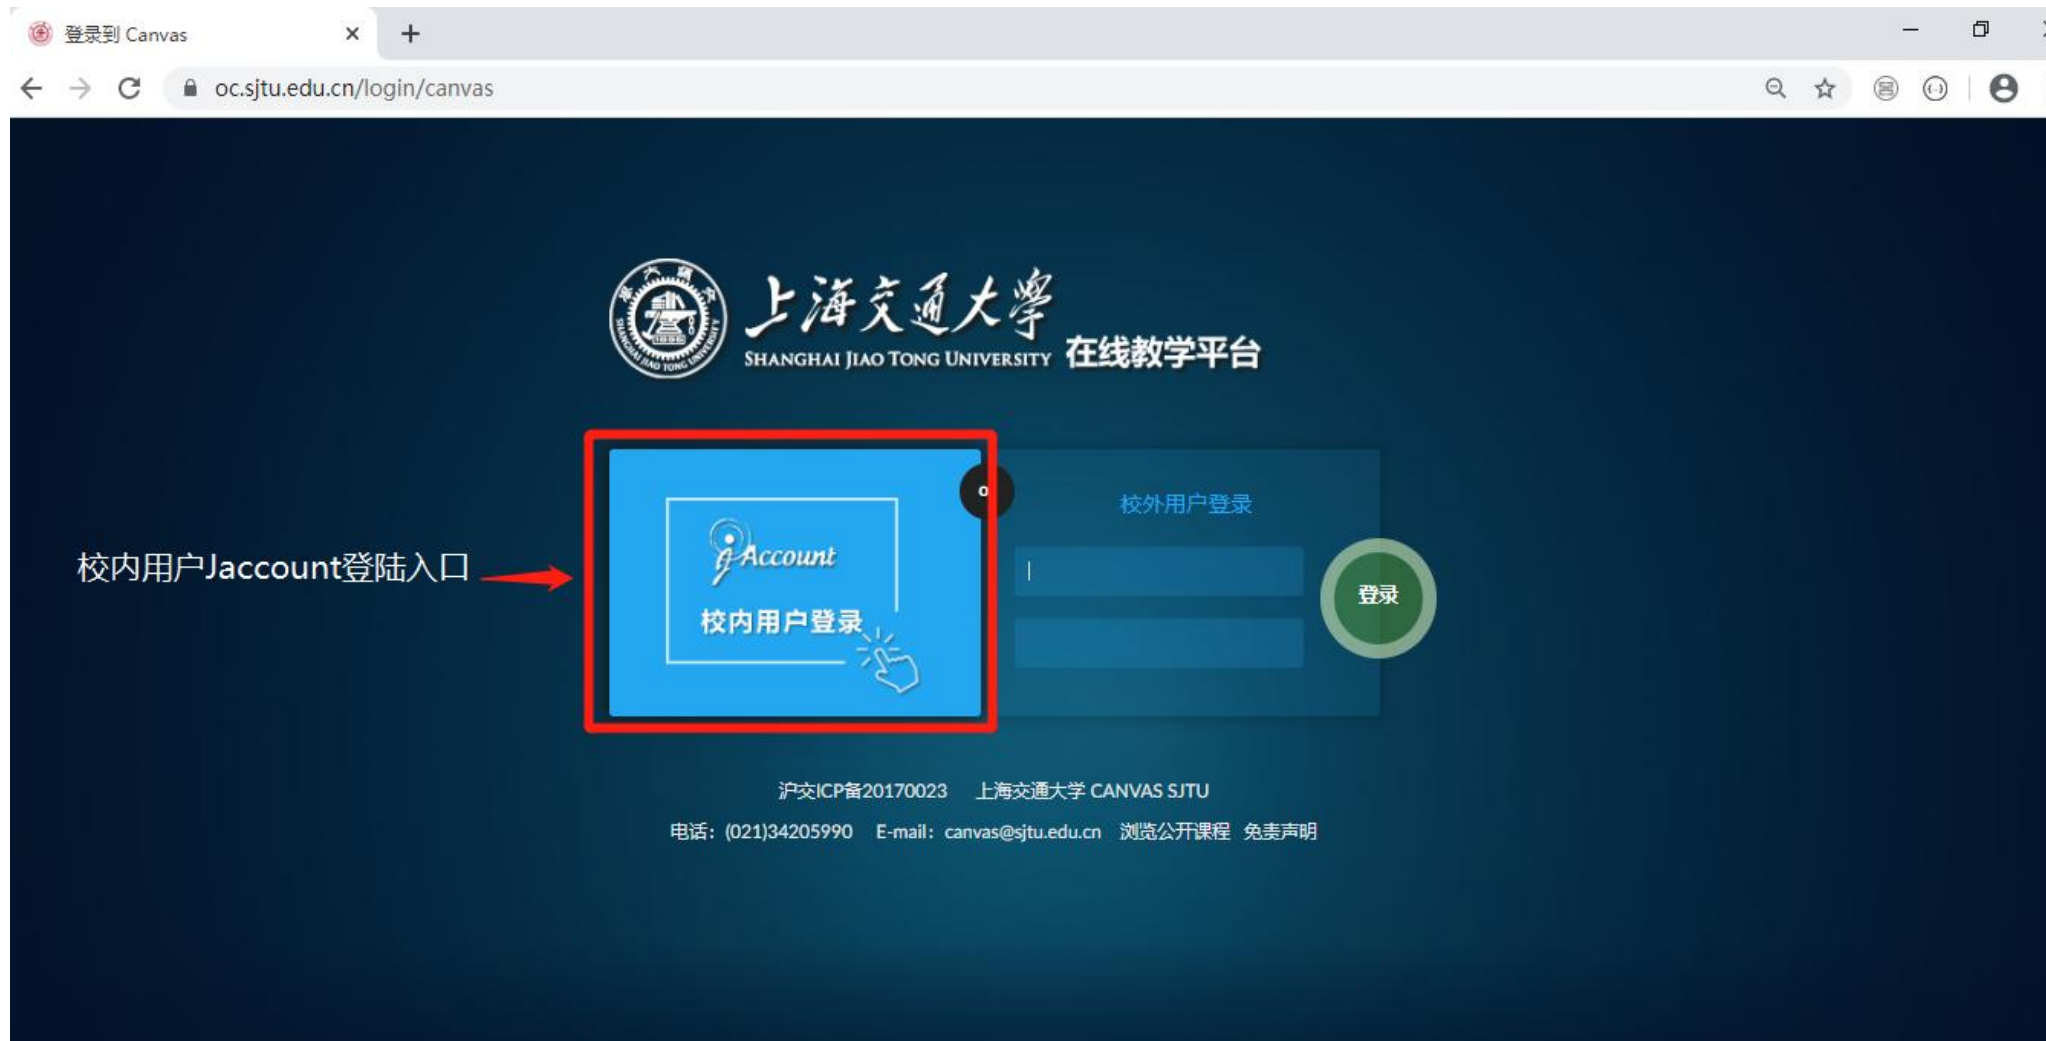 登录到 Canvas
oc.sjtu.edu.cn/login/canvas
上海交通大學
SHANGHAI JIAO TONG UNIVERSITY 在线教学平台
校内用户Jaccount登陆入口
jAccount
校内用户登录
o
校外用户登录
登录
沪交ICP备20170023 上海交通大学 CANVAS SJTU
电话：(021)34205990 E-mail：canvas@sjtu.edu.cn 浏览公开课程 免责声明